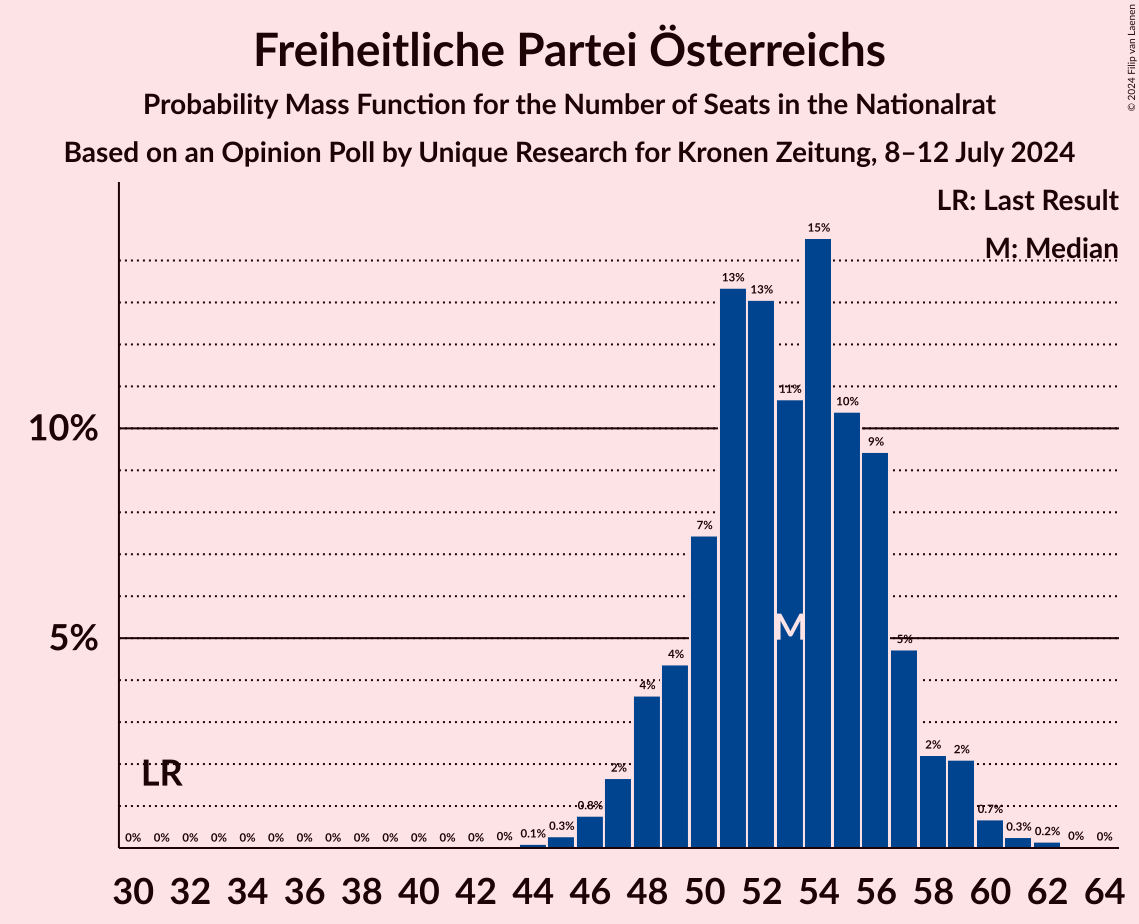 Freiheitliche Partei Österreichs
Probability Mass Function for the Number of Seats in the Nationalrat
Based on an Opinion Poll by Unique Research for Kronen Zeitung, 8–12 July 2024
© 2024 Filip van Laenen
LR: Last Result
M: Median
10%
5%
LR
M
0% 0% 0% 0% 0% 0% 0% 0% 0% 0% 0% 0% 0% 0% 0.1% 0.3% 0.8% 2% 4% 4% 7% 13% 13% 11% 15% 10% 9% 5% 2% 2% 0.7% 0.3% 0.2% 0% 0%
30 32 34 36 38 40 42 44 46 48 50 52 54 56 58 60 62 64